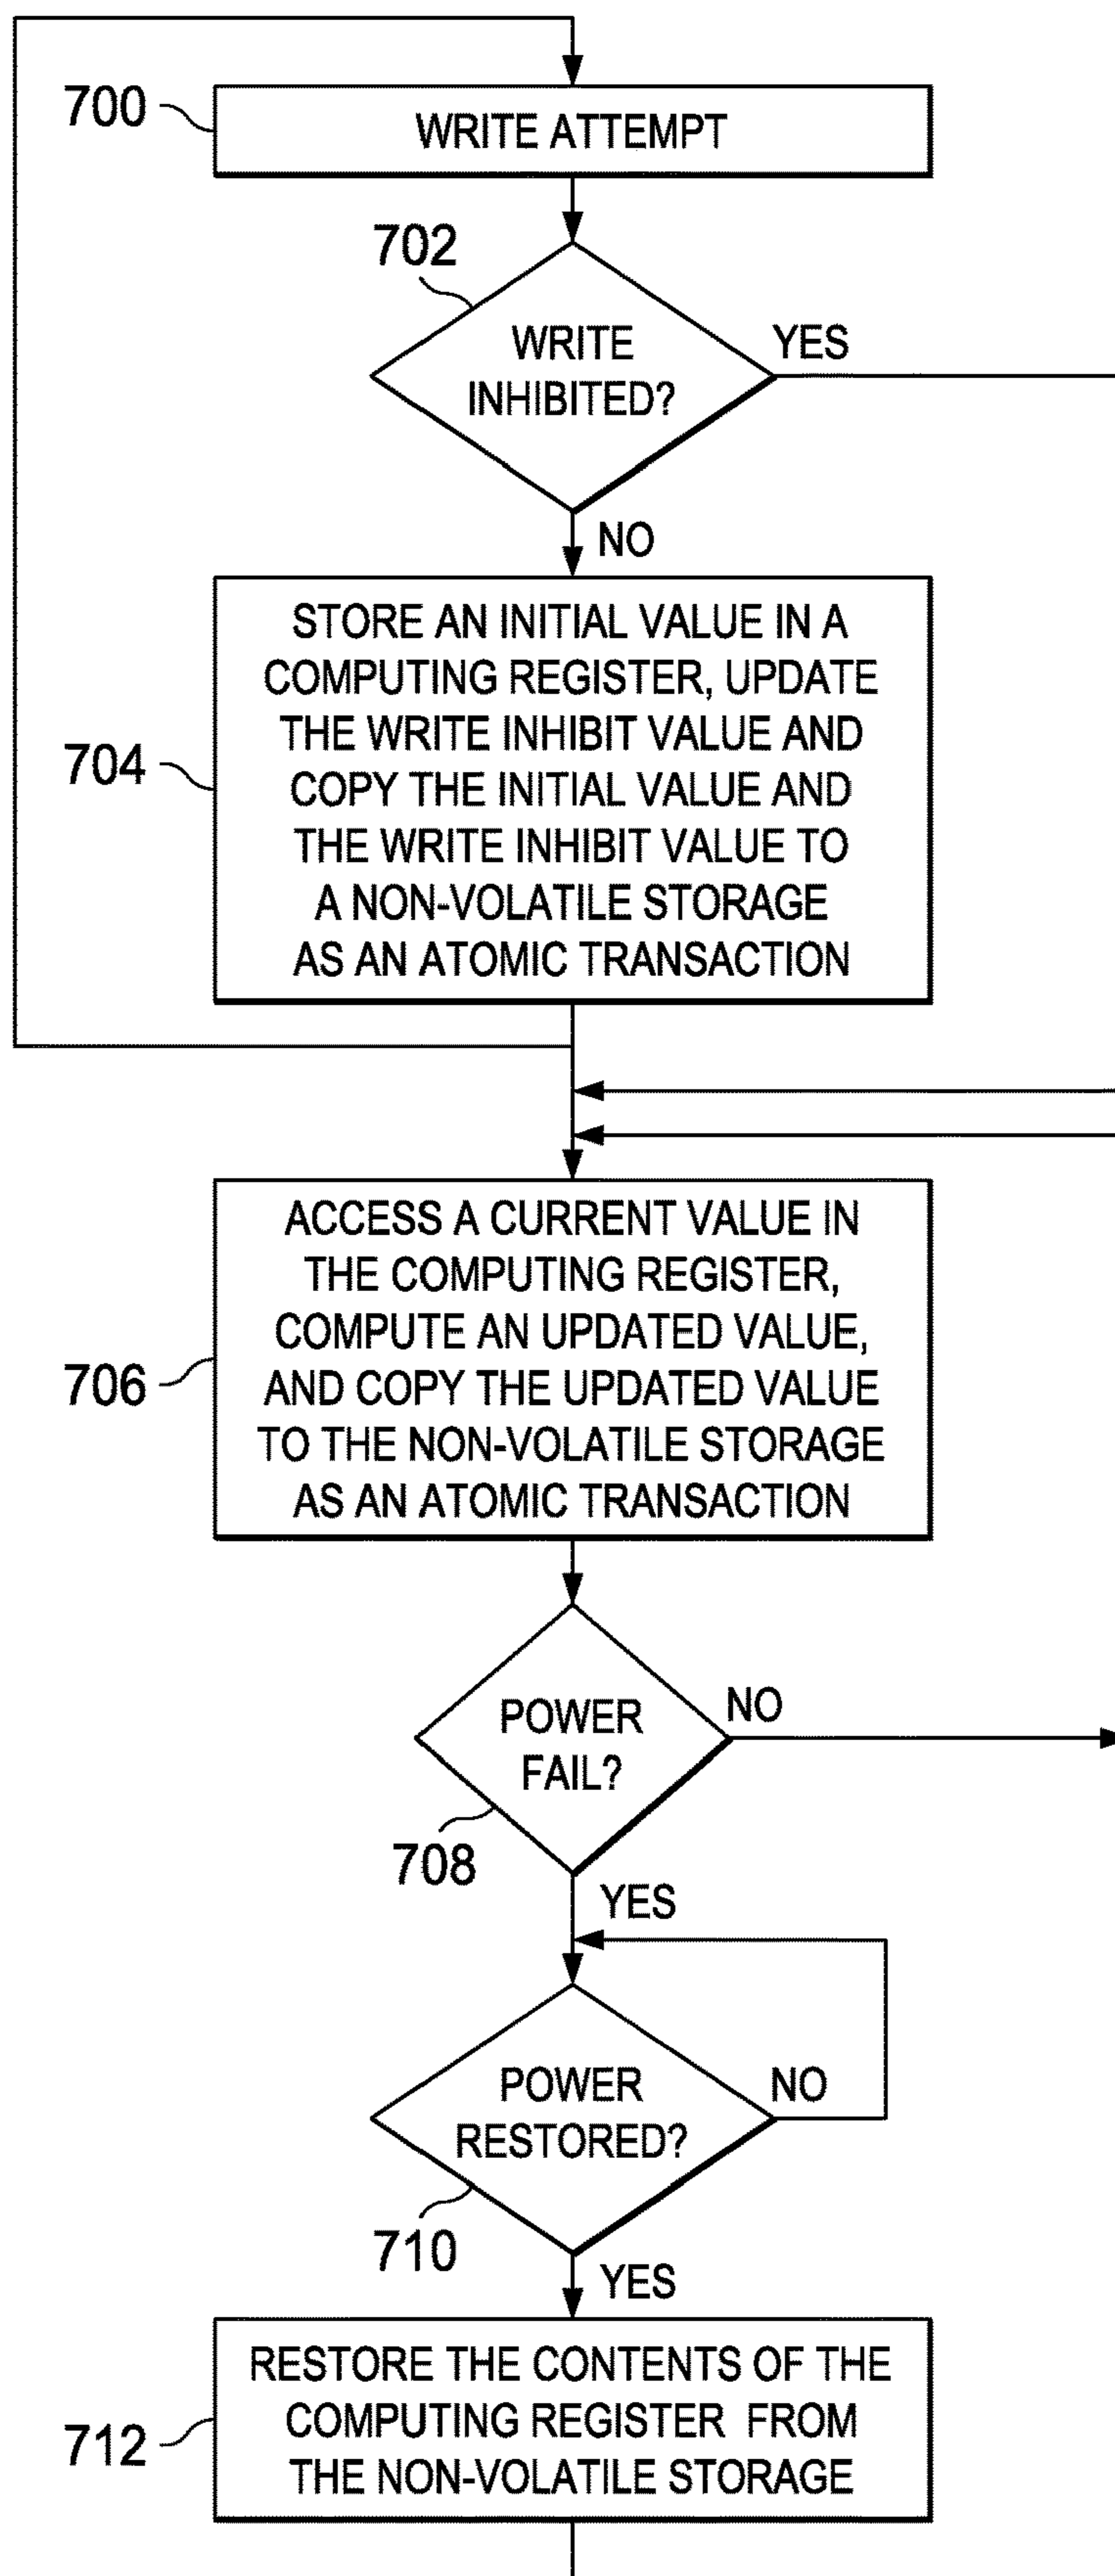 700
WRITE ATTEMPT
702
WRITE
INHIBITED?
YES
NO
704
STORE AN INITIAL VALUE IN A
COMPUTING REGISTER, UPDATE
THE WRITE INHIBIT VALUE AND
COPY THE INITIAL VALUE AND
THE WRITE INHIBIT VALUE TO
A NON-VOLATILE STORAGE
AS AN ATOMIC TRANSACTION
706
ACCESS A CURRENT VALUE IN
THE COMPUTING REGISTER,
COMPUTE AN UPDATED VALUE,
AND COPY THE UPDATED VALUE
TO THE NON-VOLATILE STORAGE
AS AN ATOMIC TRANSACTION
POWER
FAIL?
NO
708
YES
POWER
RESTORED?
NO
710
YES
712
RESTORE THE CONTENTS OF THE
COMPUTING REGISTER FROM
THE NON-VOLATILE STORAGE